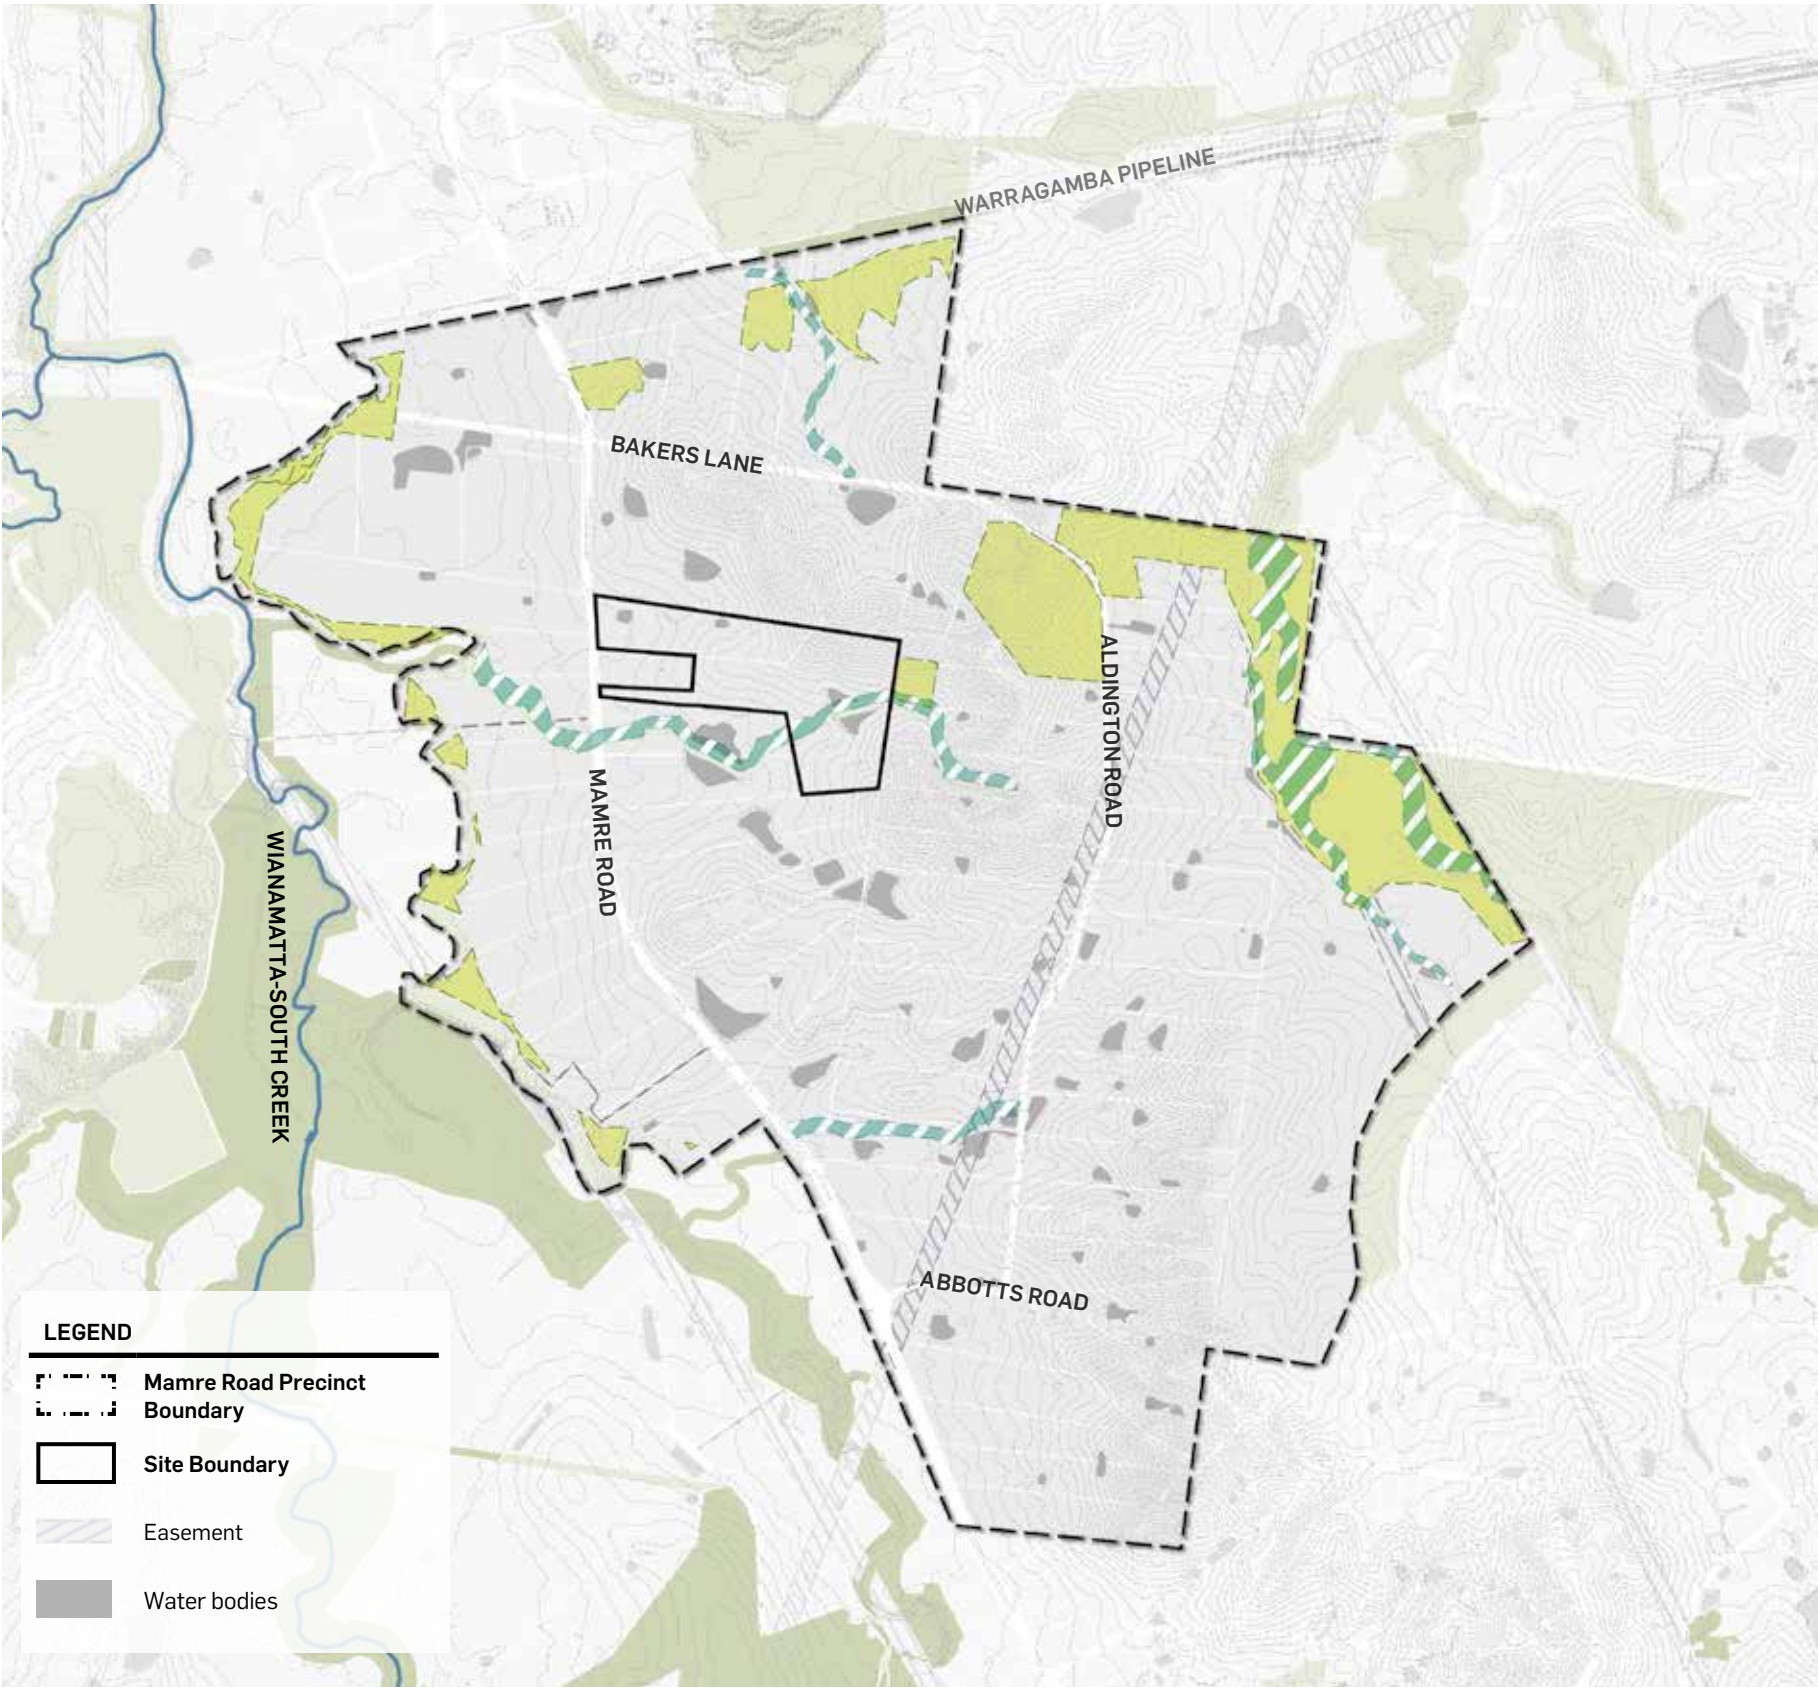 WARRAGAMBA PIPELINE
BAKERS LANE
ALDINGTON ROAD
MAMRE ROAD
WIANAMATTA-SOUTH CREEK
ABBOTTS ROAD
LEGEND
Mamre Road Precinct
Boundary
Site Boundary
Easement
Water bodies